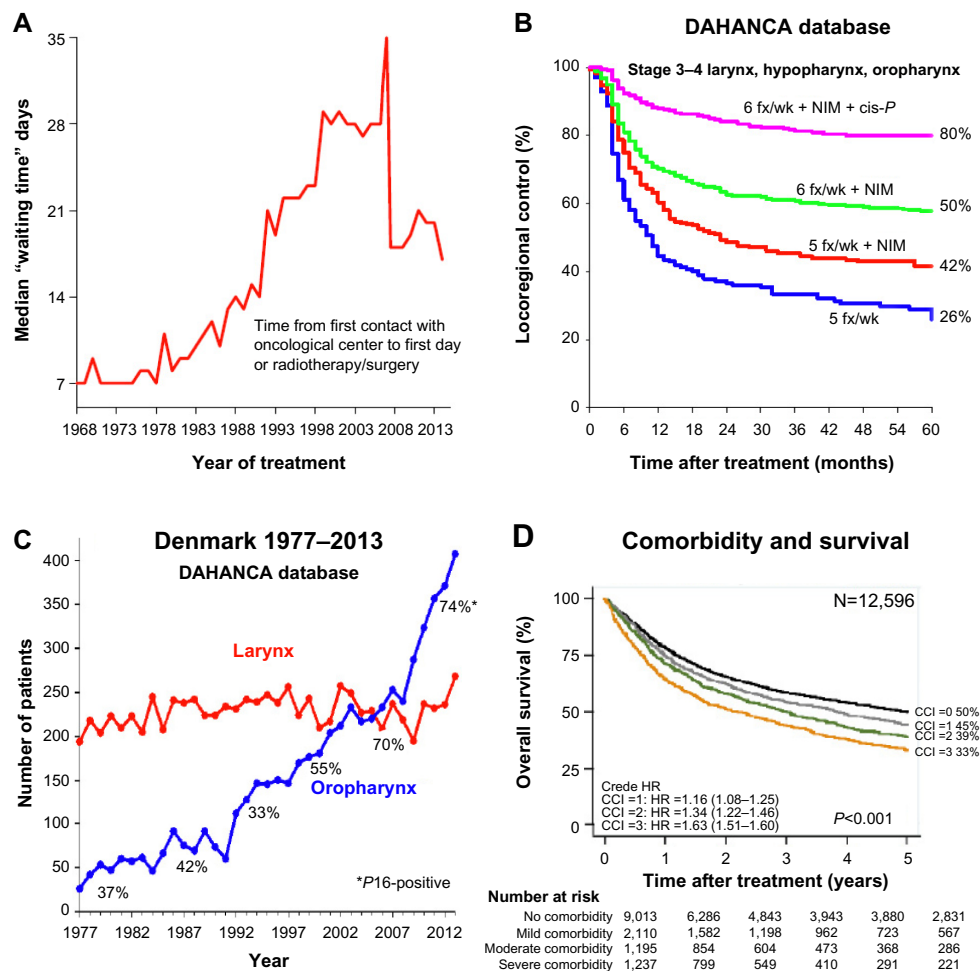 A
35
28
21
14
7
Median “waiting time” days
Time from first contact with
oncological center to first day
or radiotherapy/surgery
1968 1973 1978 1983 1988 1993 1998 2003 2008 2013
Year of treatment
B
DAHANCA database
Stage 3–4 larynx, hypopharynx, oropharynx
100
80
60
40
20
0
Locoregional control (%)
6 fx/wk + NIM + cis-P
80%
6 fx/wk + NIM
50%
5 fx/wk + NIM
42%
5 fx/wk
26%
0 6 12 18 24 30 36 42 48 54 60
Time after treatment (months)
C
Denmark 1977–2013
DAHANCA database
400
350
300
250
200
150
100
50
0
Number of patients
74%*
Larynx
70%
55%
Oropharynx
33%
42%
37%
*P16-positive
1977 1982 1987 1992 1997 2002 2007 2012
Year
D
Comorbidity and survival
N=12,596
100
75
50
25
0
Overall survival (%)
CCI =0 50%
CCI =1 45%
CCI =2 39%
CCI =3 33%
Crede HR
CCI =1: HR =1.16 (1.08–1.25)
CCI =2: HR =1.34 (1.22–1.46)
CCI =3: HR =1.63 (1.51–1.60)
P<0.001
0 1 2 3 4 5
Time after treatment (years)
Number at risk
No comorbidity 9,013 6,286 4,843 3,943 3,880 2,831
Mild comorbidity 2,110 1,582 1,198 962 723 567
Moderate comorbidity 1,195 854 604 473 368 286
Severe comorbidity 1,237 799 549 410 291 221